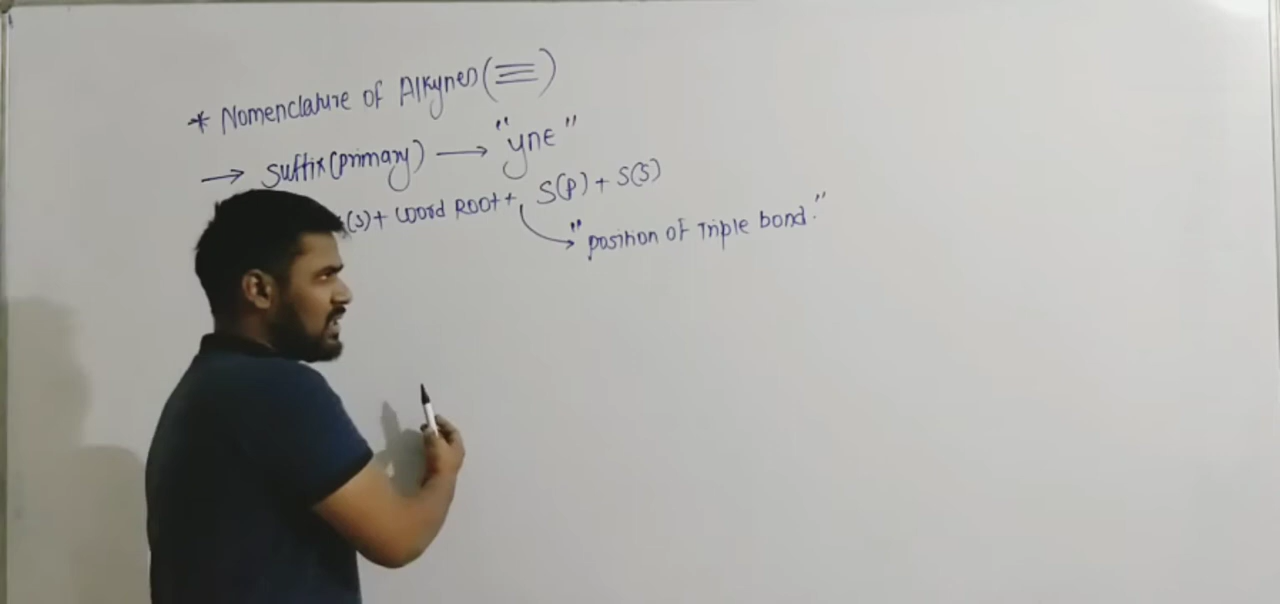 * Nomenclature of Alkynes (≡)
→ suffix (primary) → "yne"
(s) + word Root + S(P) + S(S)
"position of Triple bond."